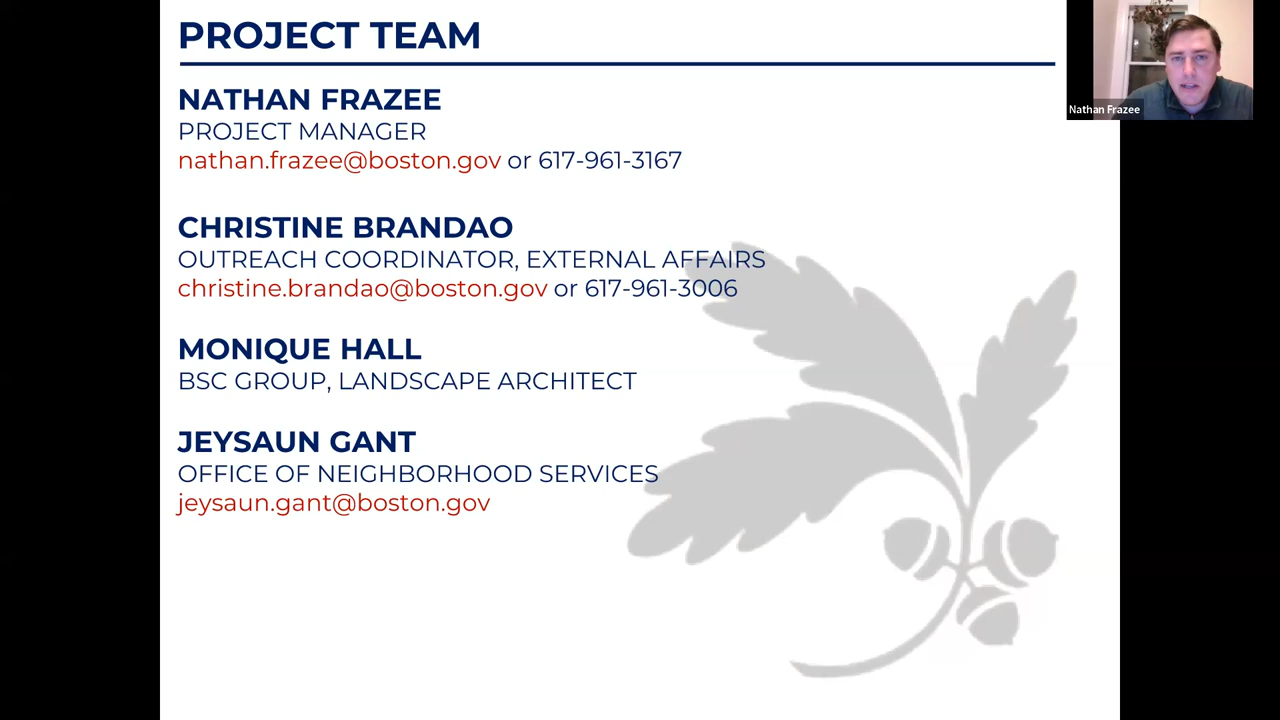 PROJECT TEAM
NATHAN FRAZEE
PROJECT MANAGER
nathan.frazee@boston.gov or 617-961-3167
CHRISTINE BRANDAO
OUTREACH COORDINATOR, EXTERNAL AFFAIRS
christine.brandao@boston.gov or 617-961-3006
MONIQUE HALL
BSC GROUP, LANDSCAPE ARCHITECT
JEYSAUN GANT
OFFICE OF NEIGHBORHOOD SERVICES
jeysaun.gant@boston.gov
Nathan Frazee